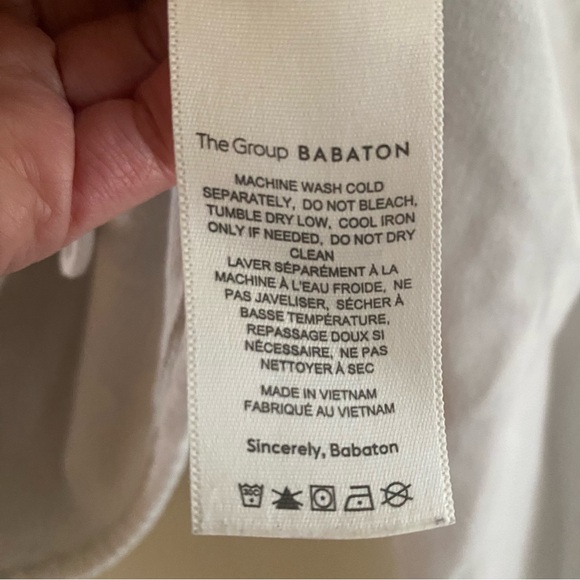 The Group BABATON
MACHINE WASH COLD
SEPARATELY, DO NOT BLEACH,
TUMBLE DRY LOW, COOL IRON
ONLY IF NEEDED, DO NOT DRY
CLEAN
LAVER SÉPARÉMENT À LA
MACHINE À L'EAU FROIDE, NE
PAS JAVELISER, SÉCHER À
BASSE TEMPÉRATURE,
REPASSAGE DOUX SI
NÉCESSAIRE, NE PAS
NETTOYER À SEC
MADE IN VIETNAM
FABRIQUÉ AU VIETNAM
Sincerely, Babaton